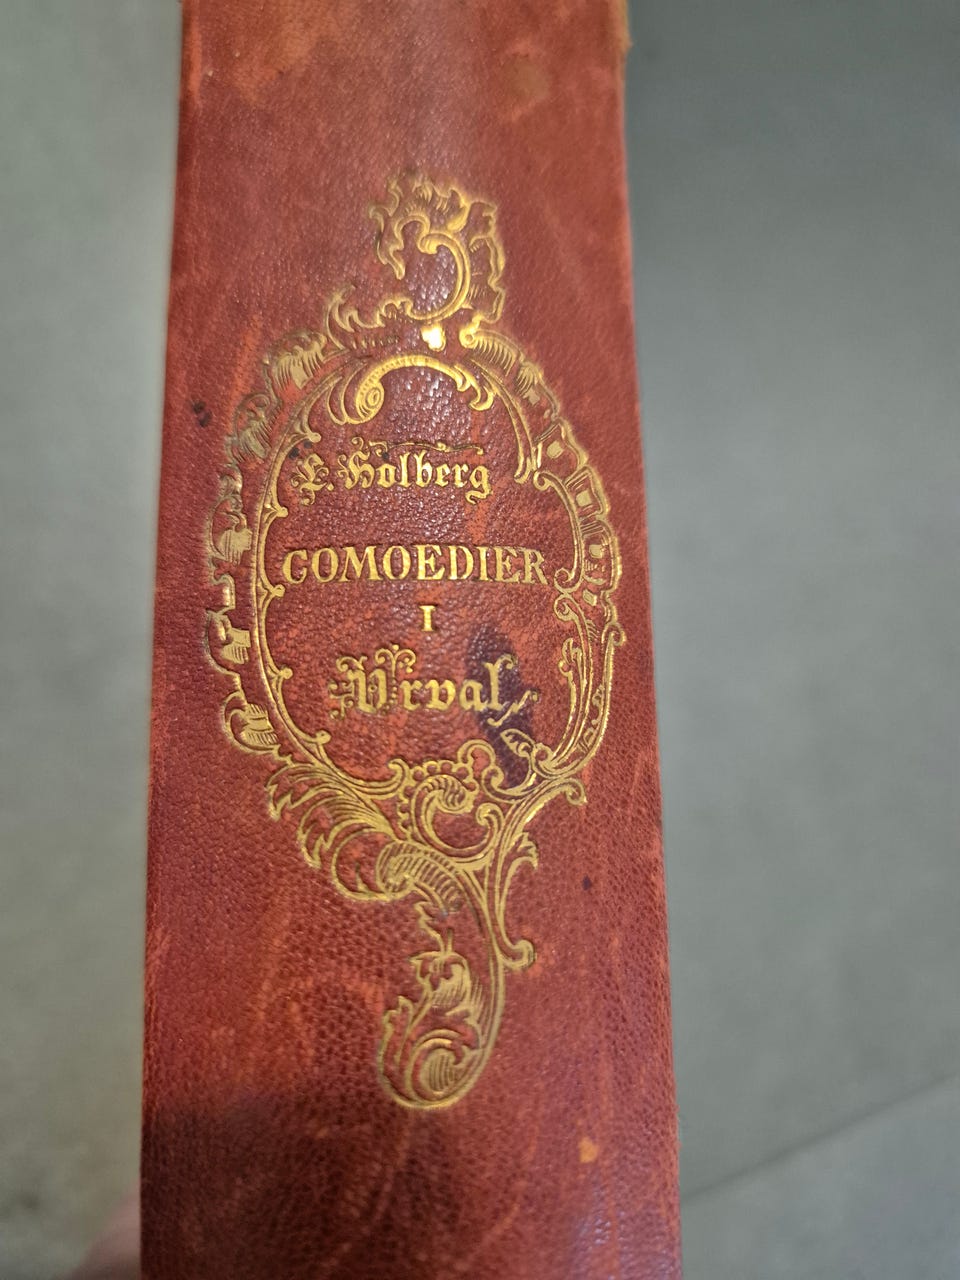 L. Holberg
COMOEDIER
I
Urval